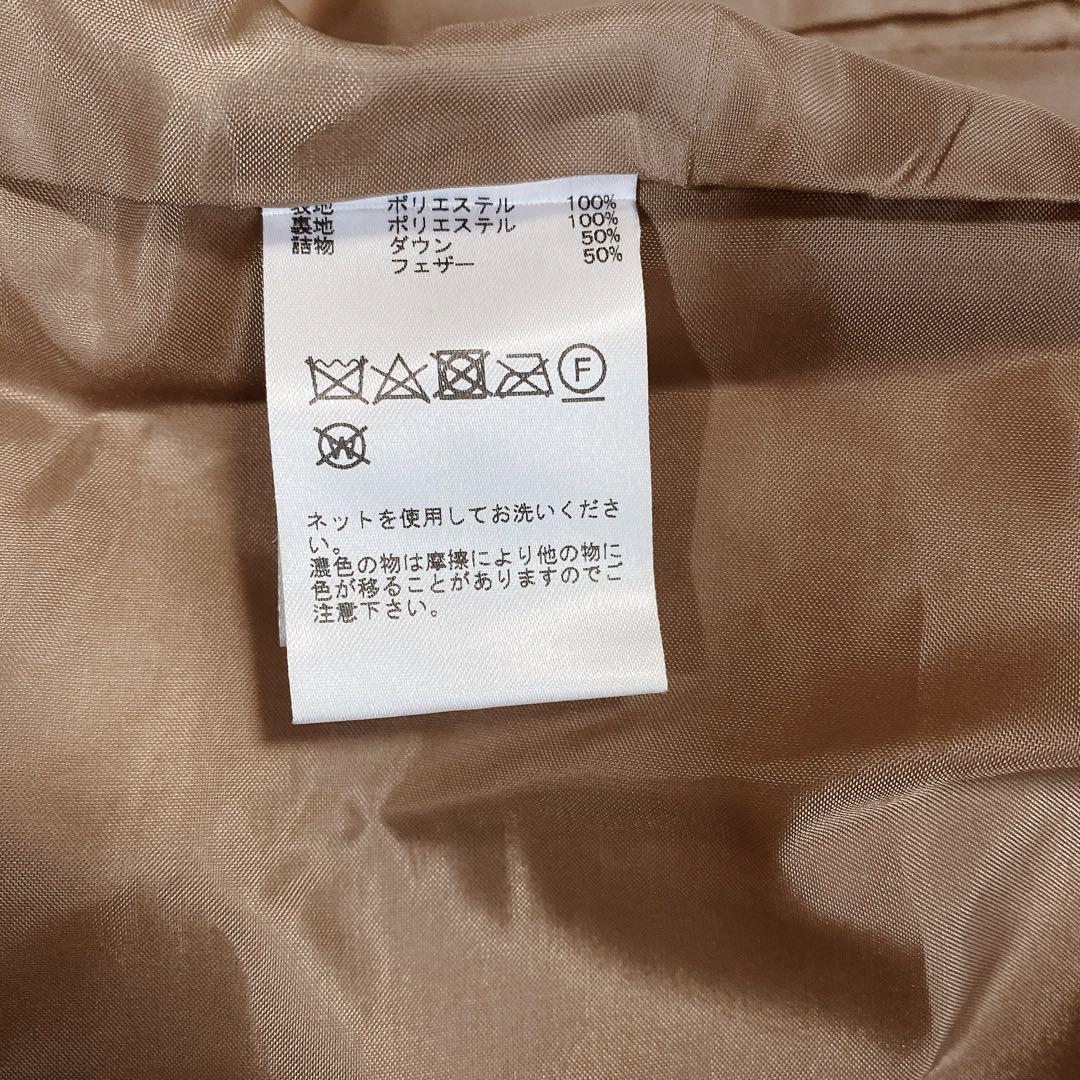 表地 ポリエステル 100%
裏地 ポリエステル 100%
詰物 ダウン 50%
フェザー 50%
F
W
ネットを使用してお洗いくださ
い。
濃色の物は摩擦により他の物に
色が移ることがありますのでご
注意下さい。